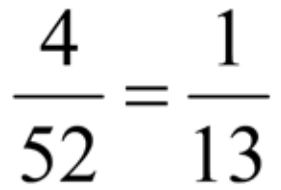 4/52 = 1/13